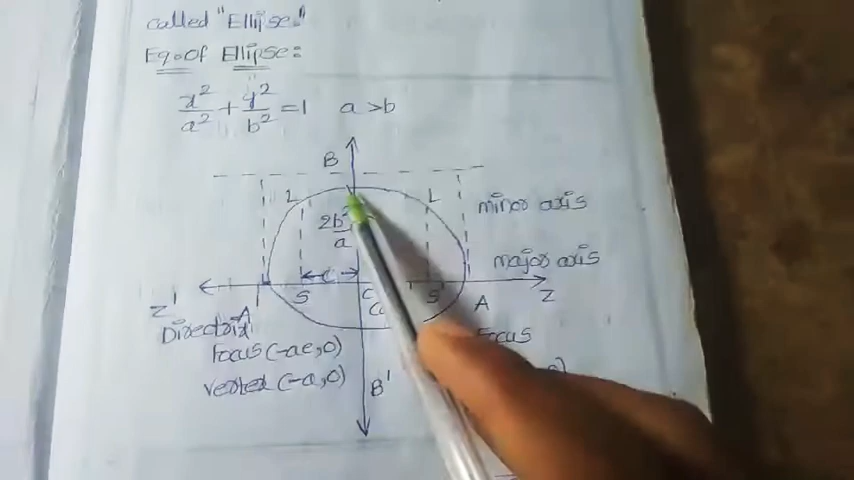 called "Ellipse."
Eq. of Ellipse:
x²/a² + y²/b² = 1   a > b
B
L   L   minor axis
2b²/a
major axis
C
Z'   A   S   C   S   A   Z
Directrix
Focus (-ae, 0)   Focus
vertex (-a, 0)   B'